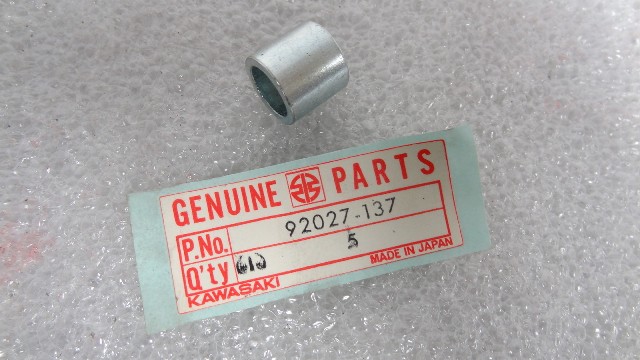 GENUINE PARTS
P.No. 92027-137
Q'ty 5
KAWASAKI MADE IN JAPAN